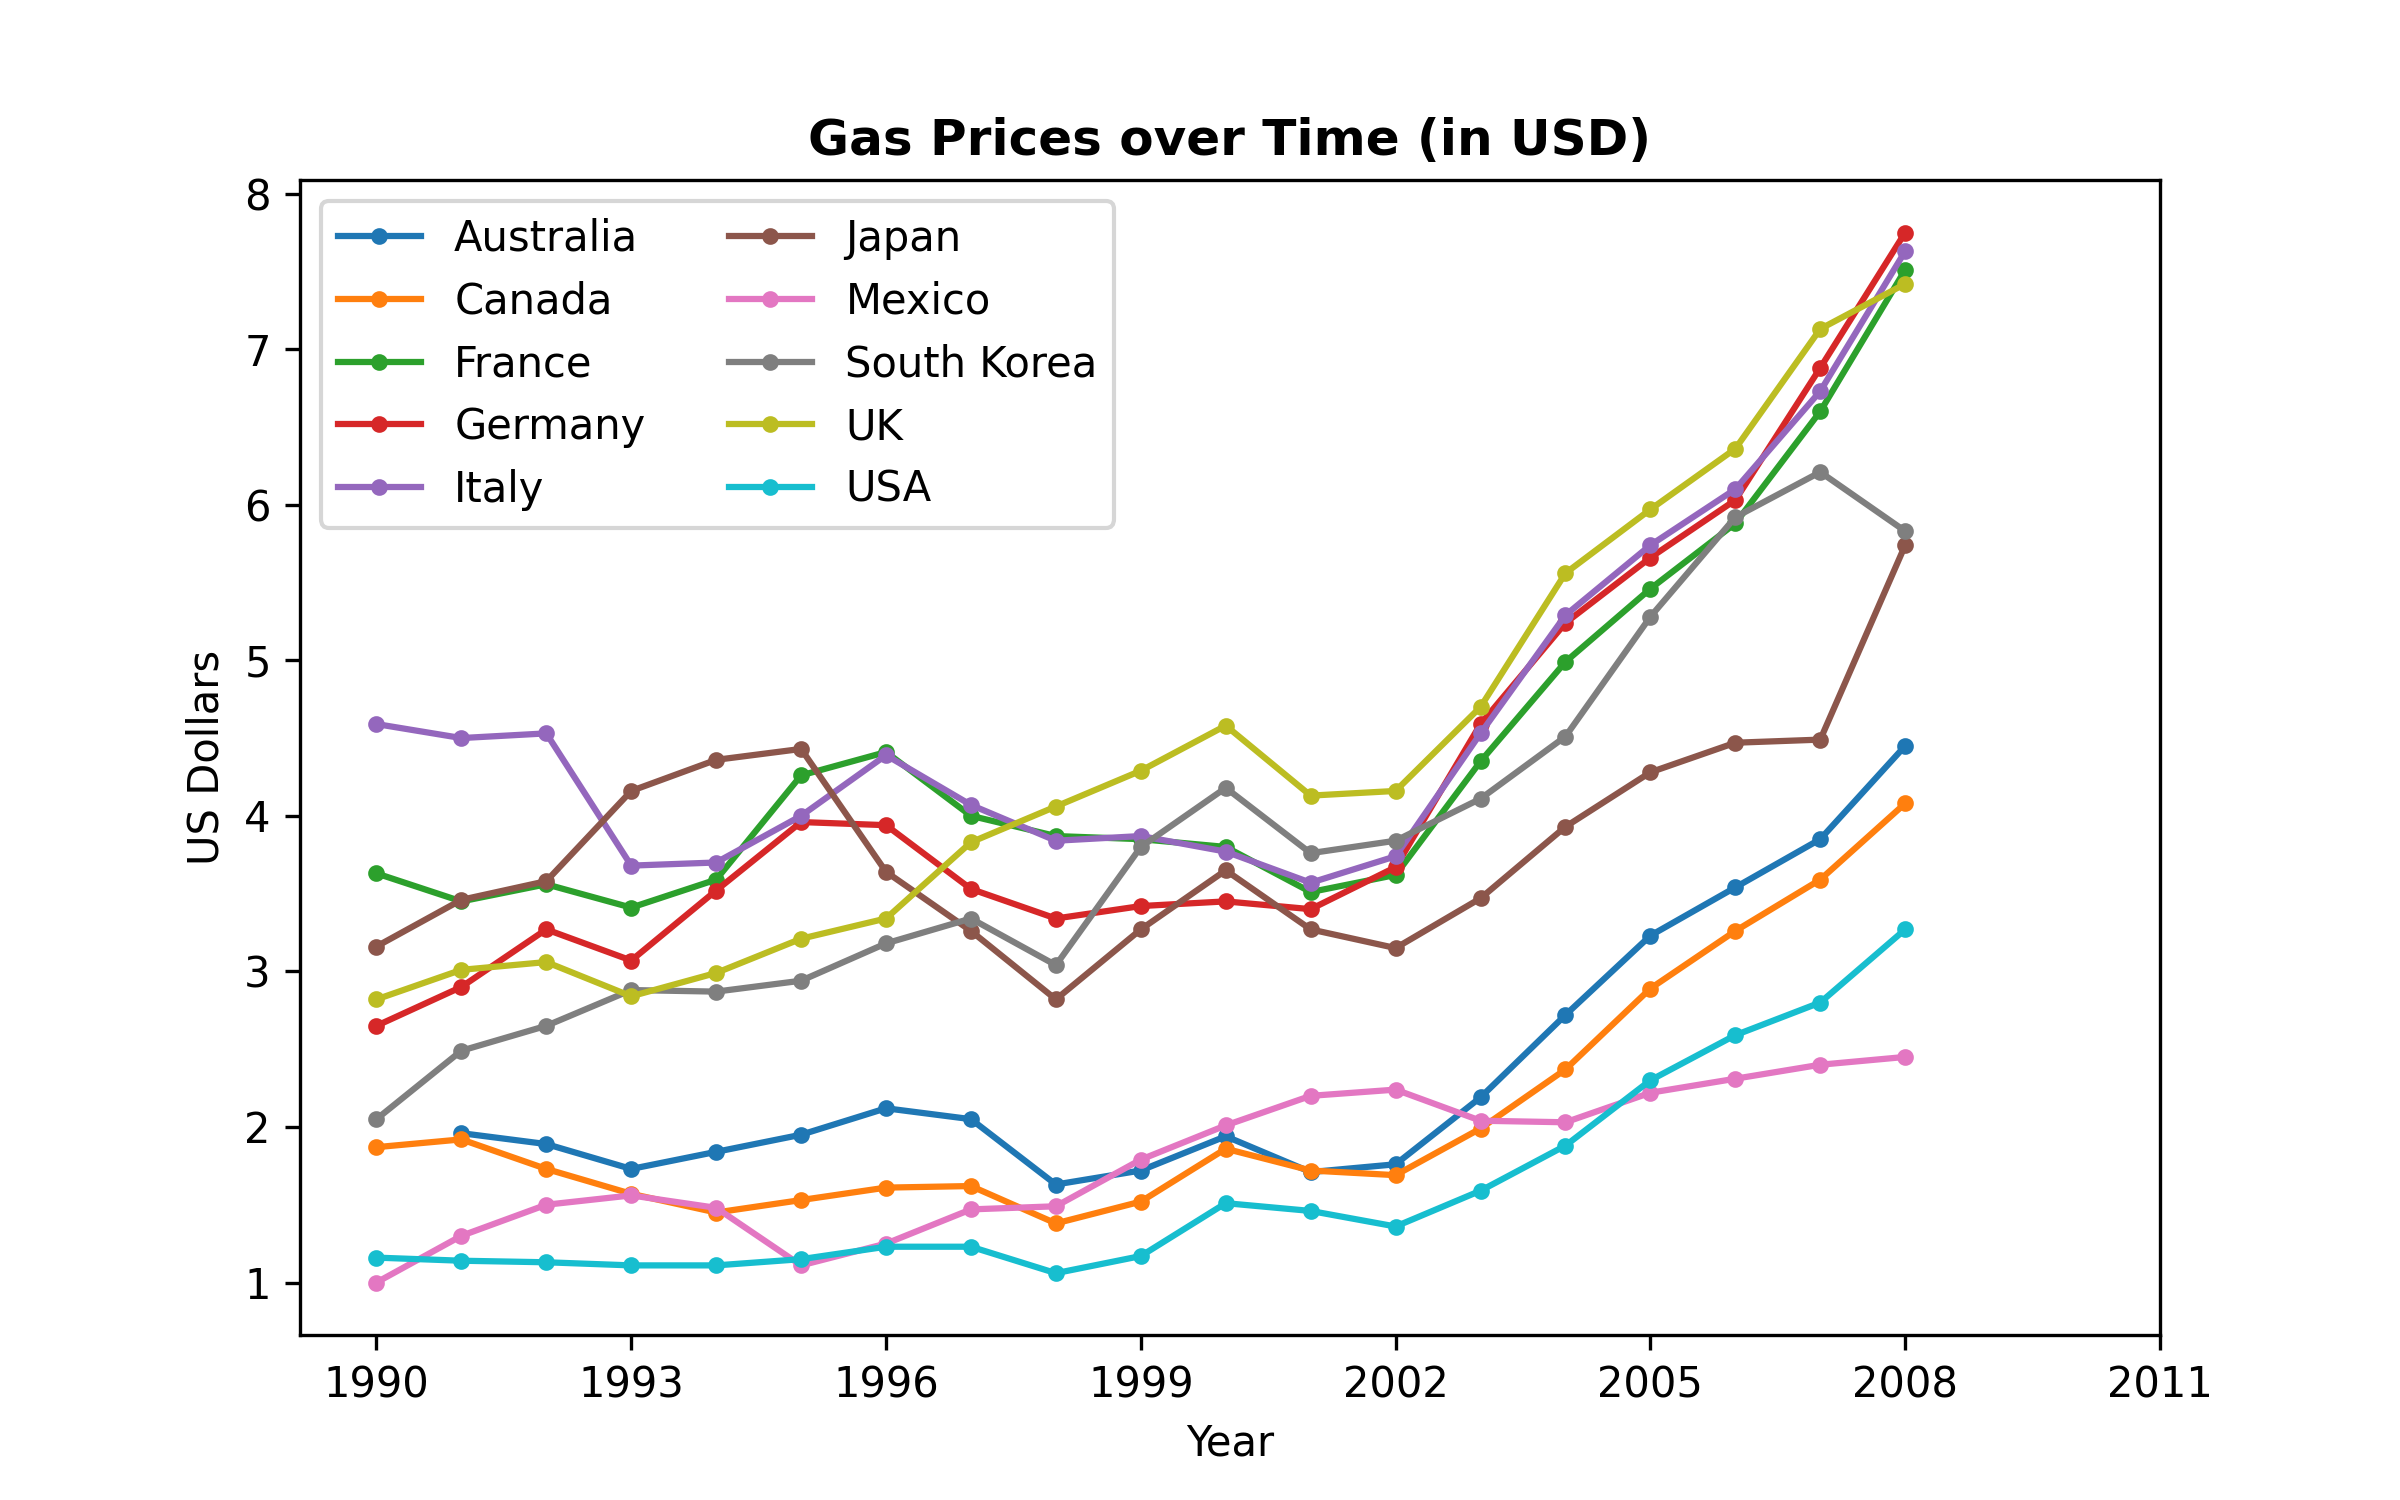 Gas Prices over Time (in USD)
8
7
6
5
4
3
2
1
US Dollars
Australia
Canada
France
Germany
Italy
Japan
Mexico
South Korea
UK
USA
1990 1993 1996 1999 2002 2005 2008 2011
Year